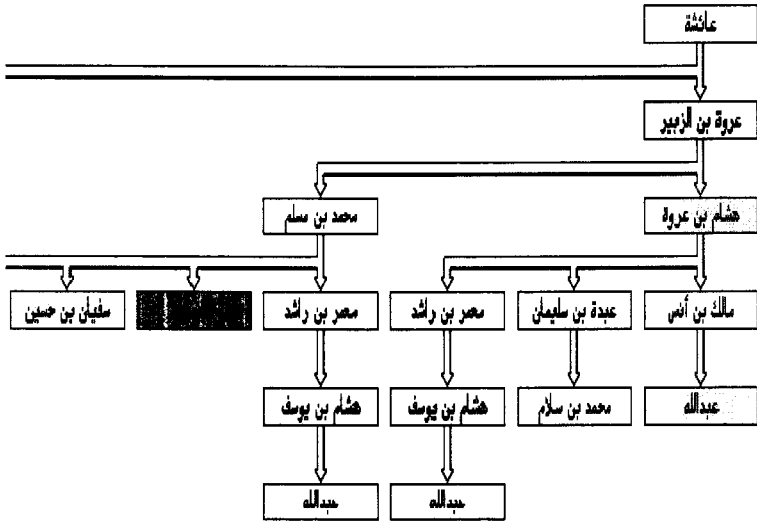 عائشة
عروة بن الزبير
هشام بن عروة
محمد بن مسلم
مالك بن أنس
عبدة بن سليمان
معمر بن راشد
معمر بن راشد
سفيان بن حسين
عبدالله
محمد بن سلام
هشام بن يوسف
هشام بن يوسف
عبدالله
عبدالله